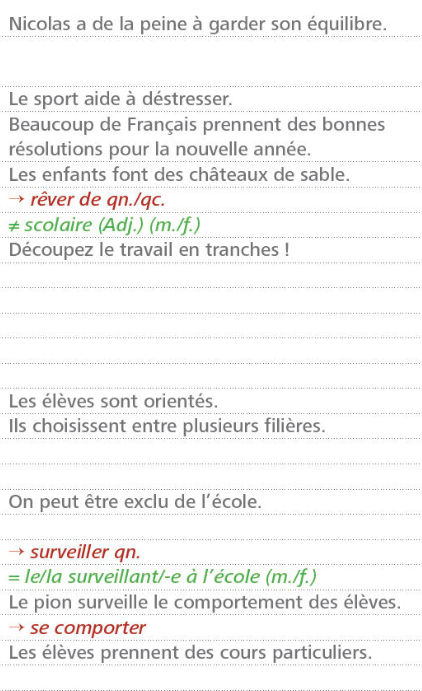 Nicolas a de la peine à garder son équilibre.
Le sport aide à déstresser.
Beaucoup de Français prennent des bonnes
résolutions pour la nouvelle année.
Les enfants font des châteaux de sable.
→ rêver de qn./qc.
≠ scolaire (Adj.) (m./f.)
Découpez le travail en tranches !
Les élèves sont orientés.
Ils choisissent entre plusieurs filières.
On peut être exclu de l’école.
→ surveiller qn.
= le/la surveillant/-e à l’école (m./f.)
Le pion surveille le comportement des élèves.
→ se comporter
Les élèves prennent des cours particuliers.